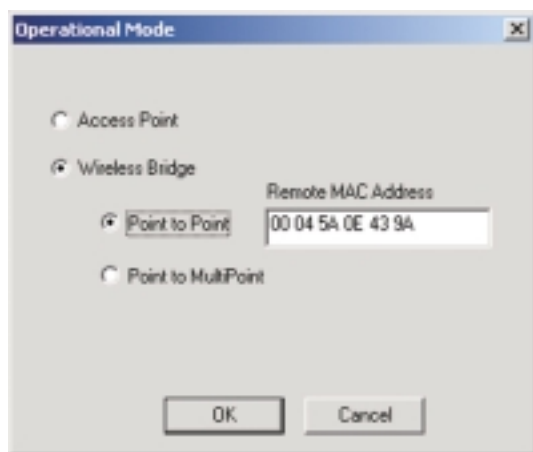 Operational Mode
Access Point
Wireless Bridge
Remote MAC Address
Point to Point
00 04 5A 0E 43 9A
Point to MultiPoint
OK
Cancel